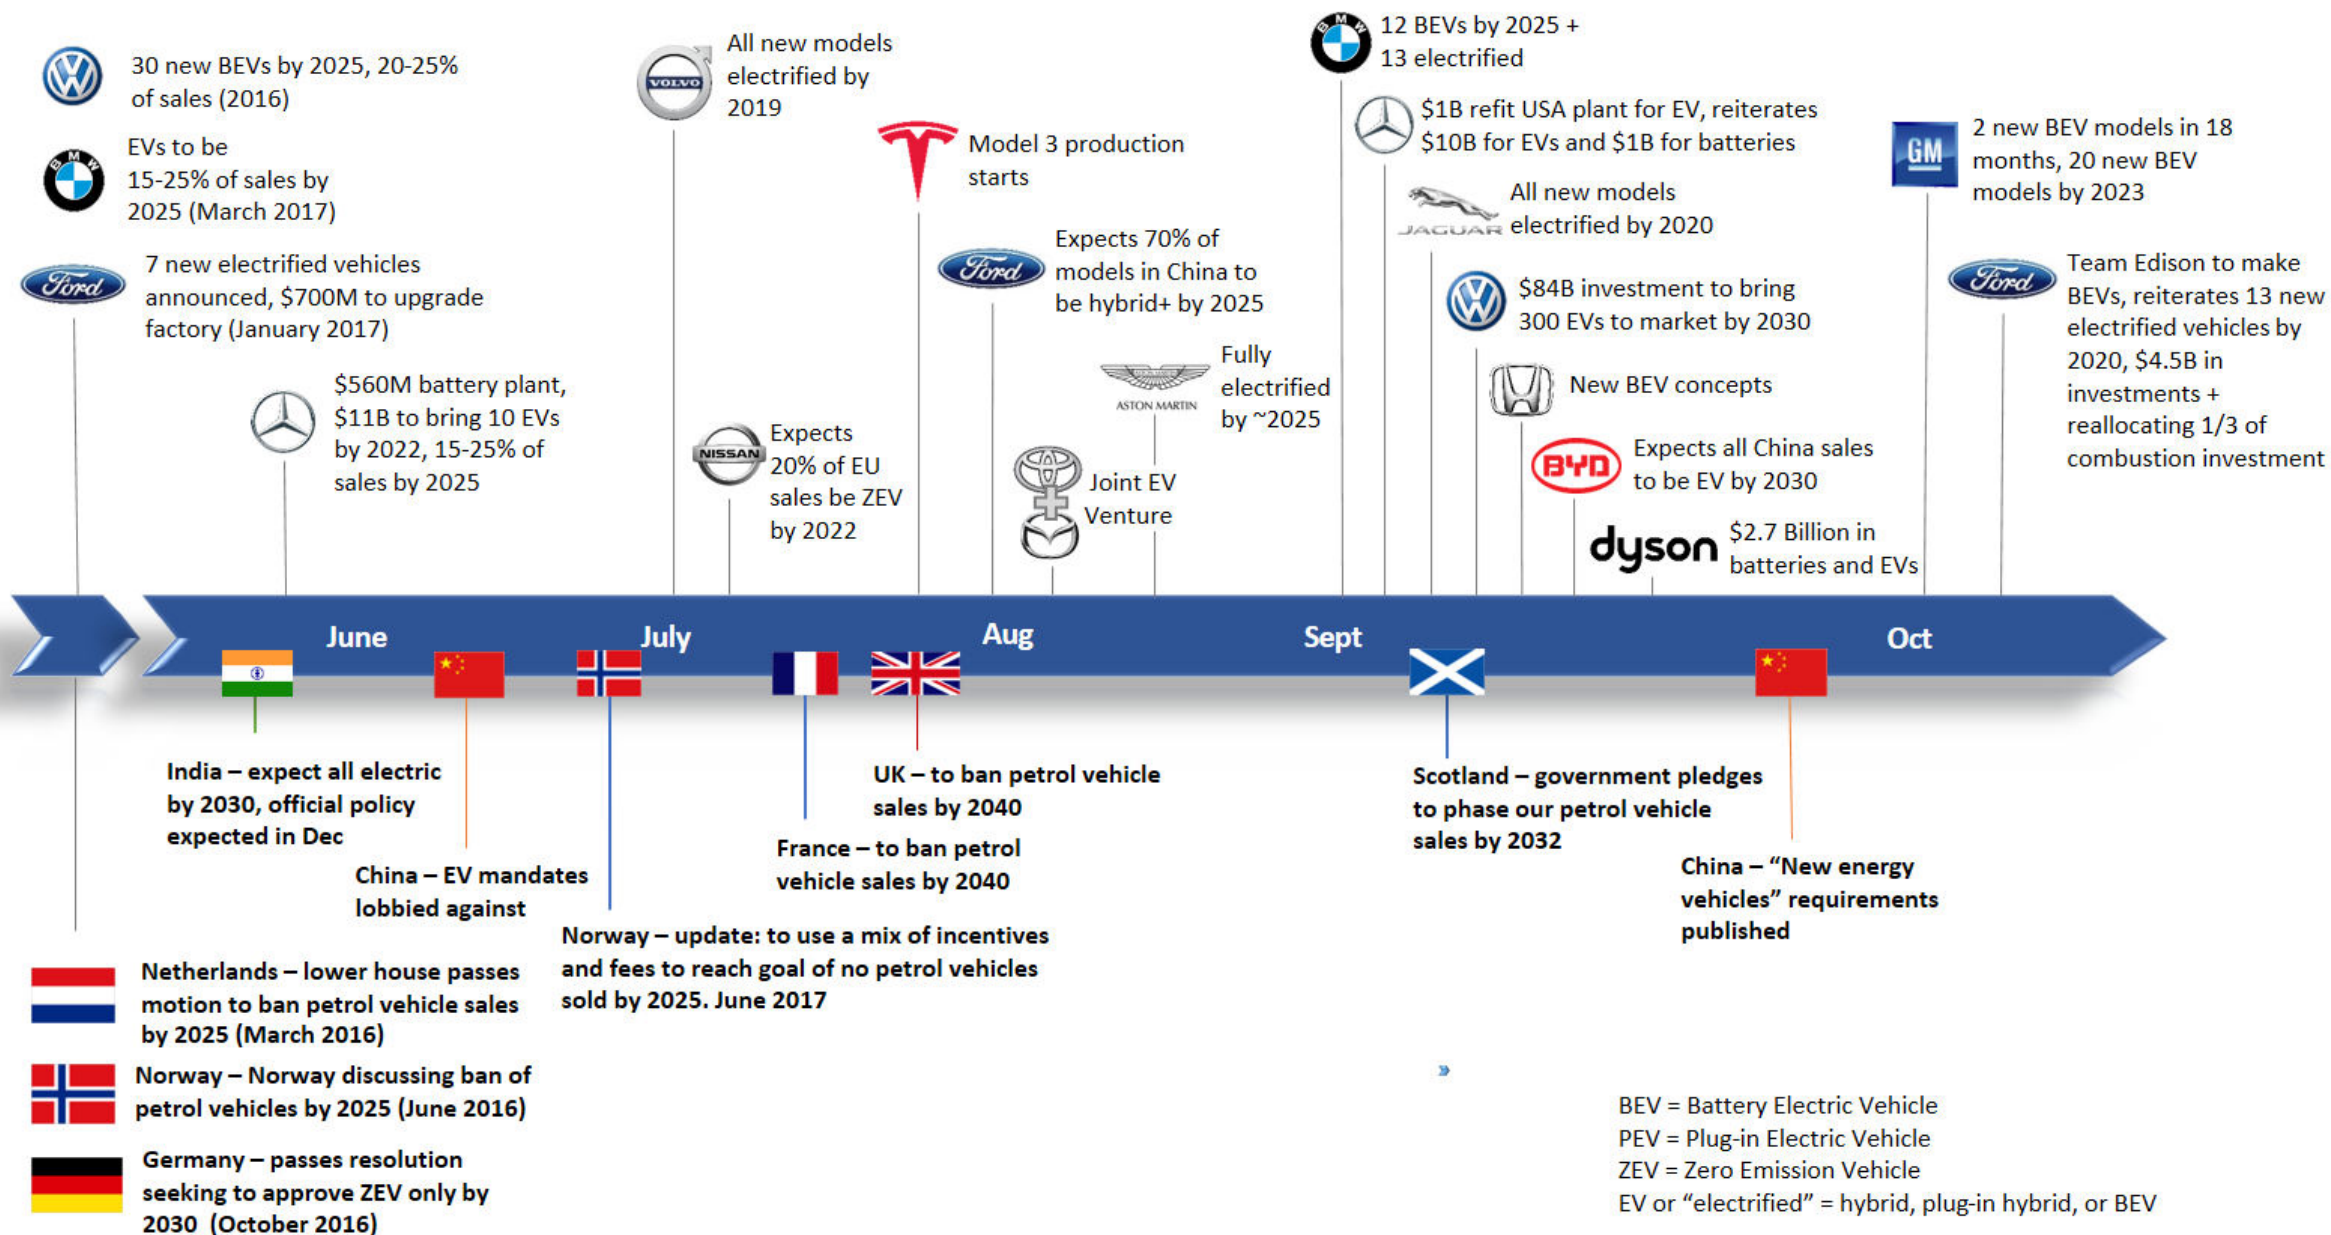 30 new BEVs by 2025, 20-25%
of sales (2016)
BMW
EVs to be
15-25% of sales by
2025 (March 2017)
Ford
7 new electrified vehicles
announced, $700M to upgrade
factory (January 2017)
$560M battery plant,
$11B to bring 10 EVs
by 2022, 15-25% of
sales by 2025
VOLVO
All new models
electrified by
2019
NISSAN
Expects
20% of EU
sales be ZEV
by 2022
Model 3 production
starts
Ford
Expects 70% of
models in China to
be hybrid+ by 2025
Joint EV
Venture
ASTON MARTIN
Fully
electrified
by ~2025
BMW
12 BEVs by 2025 +
13 electrified
$1B refit USA plant for EV, reiterates
$10B for EVs and $1B for batteries
JAGUAR
All new models
electrified by 2020
$84B investment to bring
300 EVs to market by 2030
New BEV concepts
BYD
Expects all China sales
to be EV by 2030
dyson
$2.7 Billion in
batteries and EVs
GM
2 new BEV models in 18
months, 20 new BEV
models by 2023
Ford
Team Edison to make
BEVs, reiterates 13 new
electrified vehicles by
2020, $4.5B in
investments +
reallocating 1/3 of
combustion investment
June
July
Aug
Sept
Oct
India – expect all electric
by 2030, official policy
expected in Dec
China – EV mandates
lobbied against
Norway – update: to use a mix of incentives
and fees to reach goal of no petrol vehicles
sold by 2025. June 2017
France – to ban petrol
vehicle sales by 2040
UK – to ban petrol vehicle
sales by 2040
Scotland – government pledges
to phase our petrol vehicle
sales by 2032
China – “New energy
vehicles” requirements
published
Netherlands – lower house passes
motion to ban petrol vehicle sales
by 2025 (March 2016)
Norway – Norway discussing ban of
petrol vehicles by 2025 (June 2016)
Germany – passes resolution
seeking to approve ZEV only by
2030 (October 2016)
BEV = Battery Electric Vehicle
PEV = Plug-in Electric Vehicle
ZEV = Zero Emission Vehicle
EV or “electrified” = hybrid, plug-in hybrid, or BEV